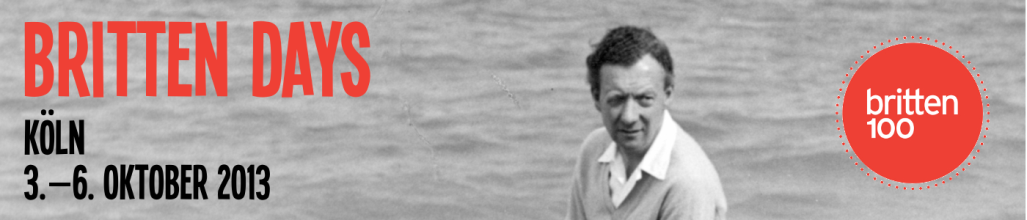 BRITTEN DAYS
KÖLN
3.–6. OKTOBER 2013
britten
100